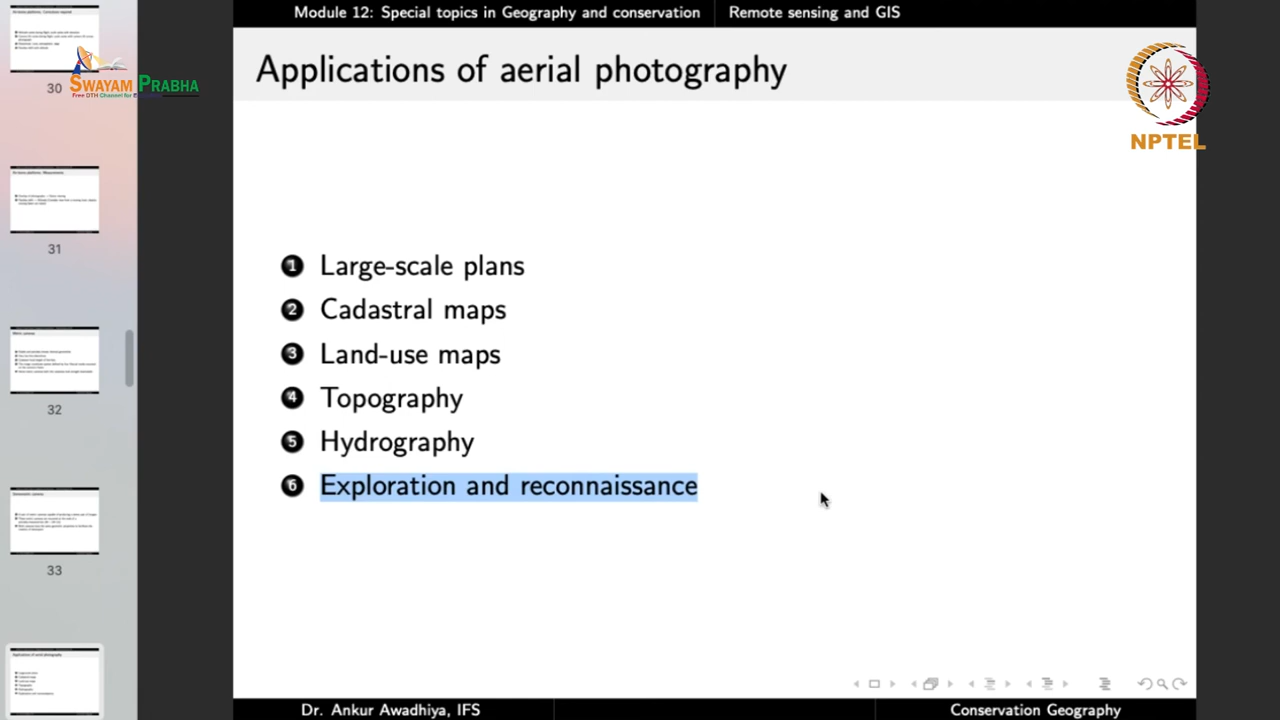 Module 12: Special topics in Geography and conservation
Remote sensing and GIS
Applications of aerial photography
SWAYAM PRABHA
NPTEL
1 Large-scale plans
2 Cadastral maps
3 Land-use maps
4 Topography
5 Hydrography
6 Exploration and reconnaissance
30
31
32
33
Dr. Ankur Awadhiya, IFS
Conservation Geography